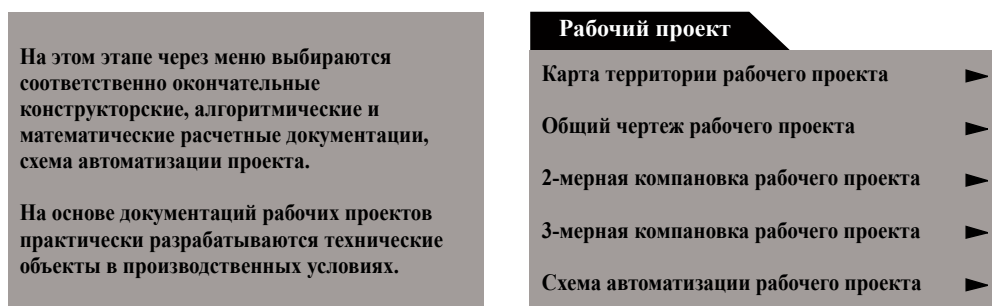 На этом этапе через меню выбираются
соответственно окончательные
конструкторские, алгоритмические и
математические расчетные документации,
схема автоматизации проекта.
На основе документаций рабочих проектов
практически разрабатываются технические
объекты в производственных условиях.
Рабочий проект
Карта территории рабочего проекта
Общий чертеж рабочего проекта
2-мерная компановка рабочего проекта
3-мерная компановка рабочего проекта
Схема автоматизации рабочего проекта